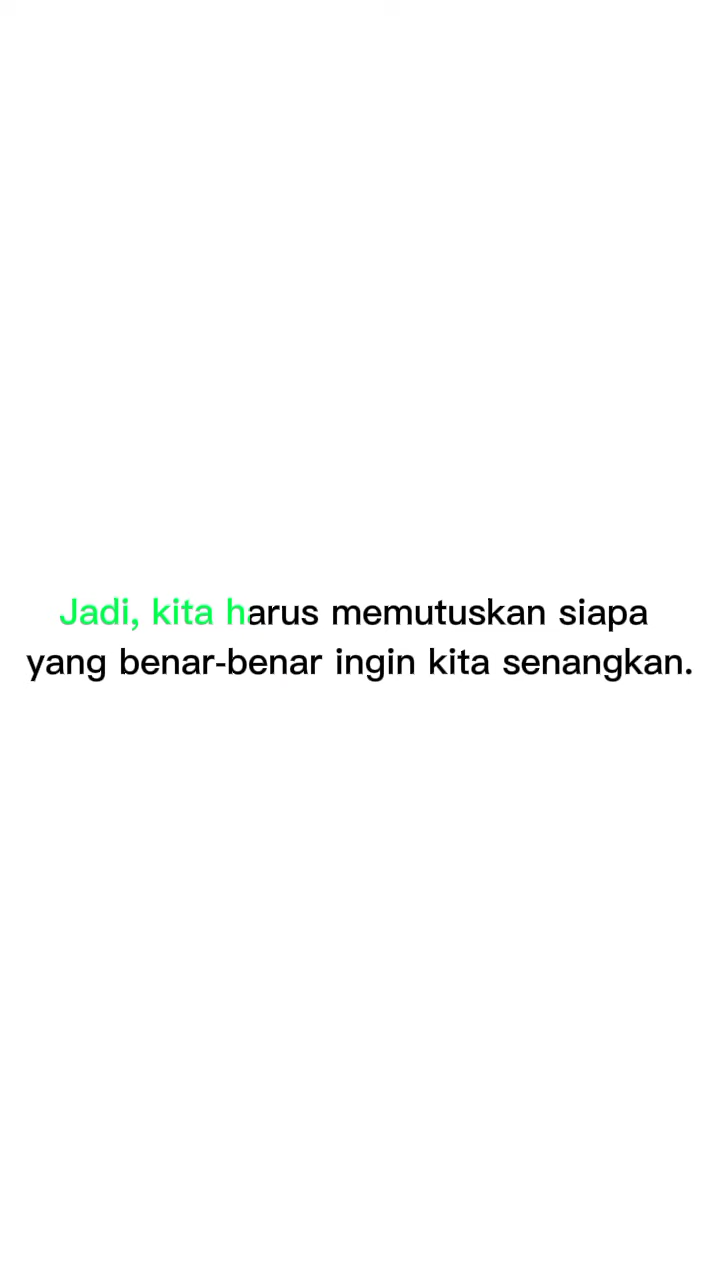 Jadi, kita harus memutuskan siapa
yang benar-benar ingin kita senangkan.